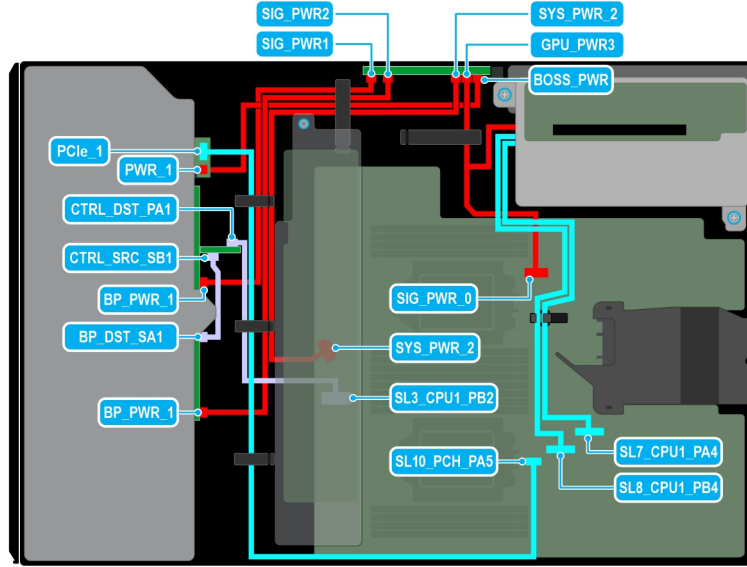 SIG_PWR2
SYS_PWR_2
SIG_PWR1
GPU_PWR3
BOSS_PWR
PCIe_1
PWR_1
CTRL_DST_PA1
CTRL_SRC_SB1
BP_PWR_1
SIG_PWR_0
BP_DST_SA1
SYS_PWR_2
SL3_CPU1_PB2
BP_PWR_1
SL7_CPU1_PA4
SL10_PCH_PA5
SL8_CPU1_PB4